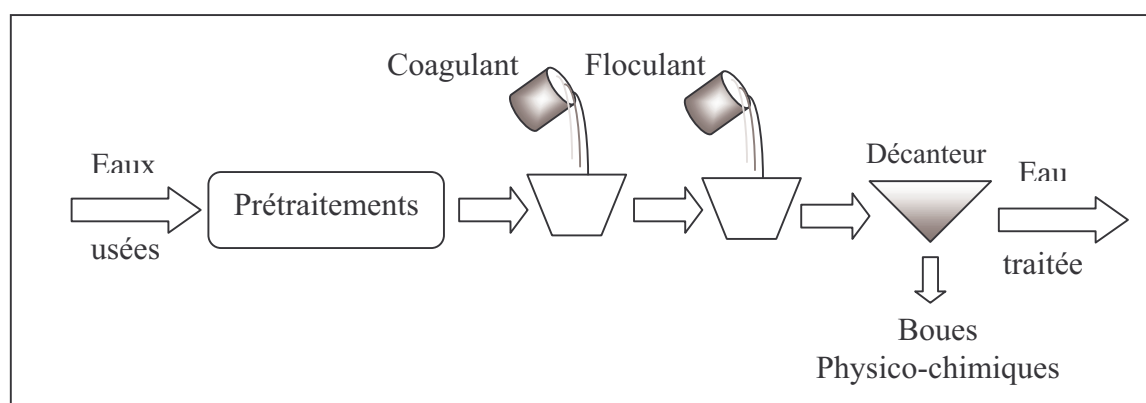 Coagulant
Floculant
Eaux
usées
Prétraitements
Décanteur
Eau
traitée
Boues
Physico-chimiques